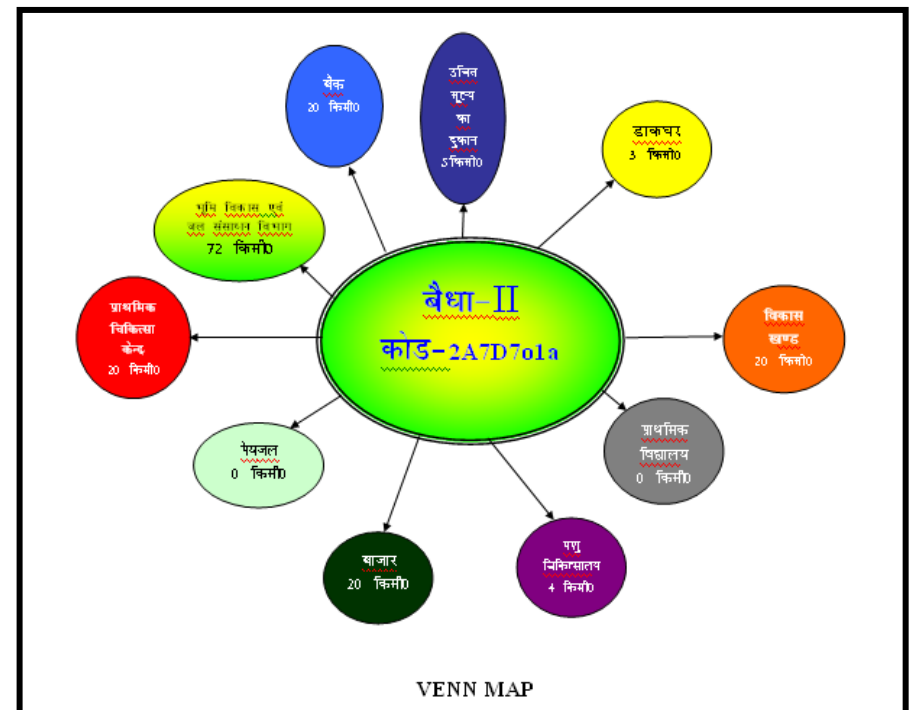 बैंक
20 किमी0
उचित
मूल्य
का
दुकान
5किमी0
डाकघर
3 किमी0
भूमि विकास एवं
जल संसाधन विभाग
72 किमी0
बैधा-II
कोड-2A7D7o1a
प्राथमिक
चिकित्सा
केन्द्र
20 किमी0
विकास
खण्ड
20 किमी0
पेयजल
0 किमी0
प्राथमिक
विद्यालय
0 किमी0
बाजार
20 किमी0
पशु
चिकित्सालय
4 किमी0
VENN MAP